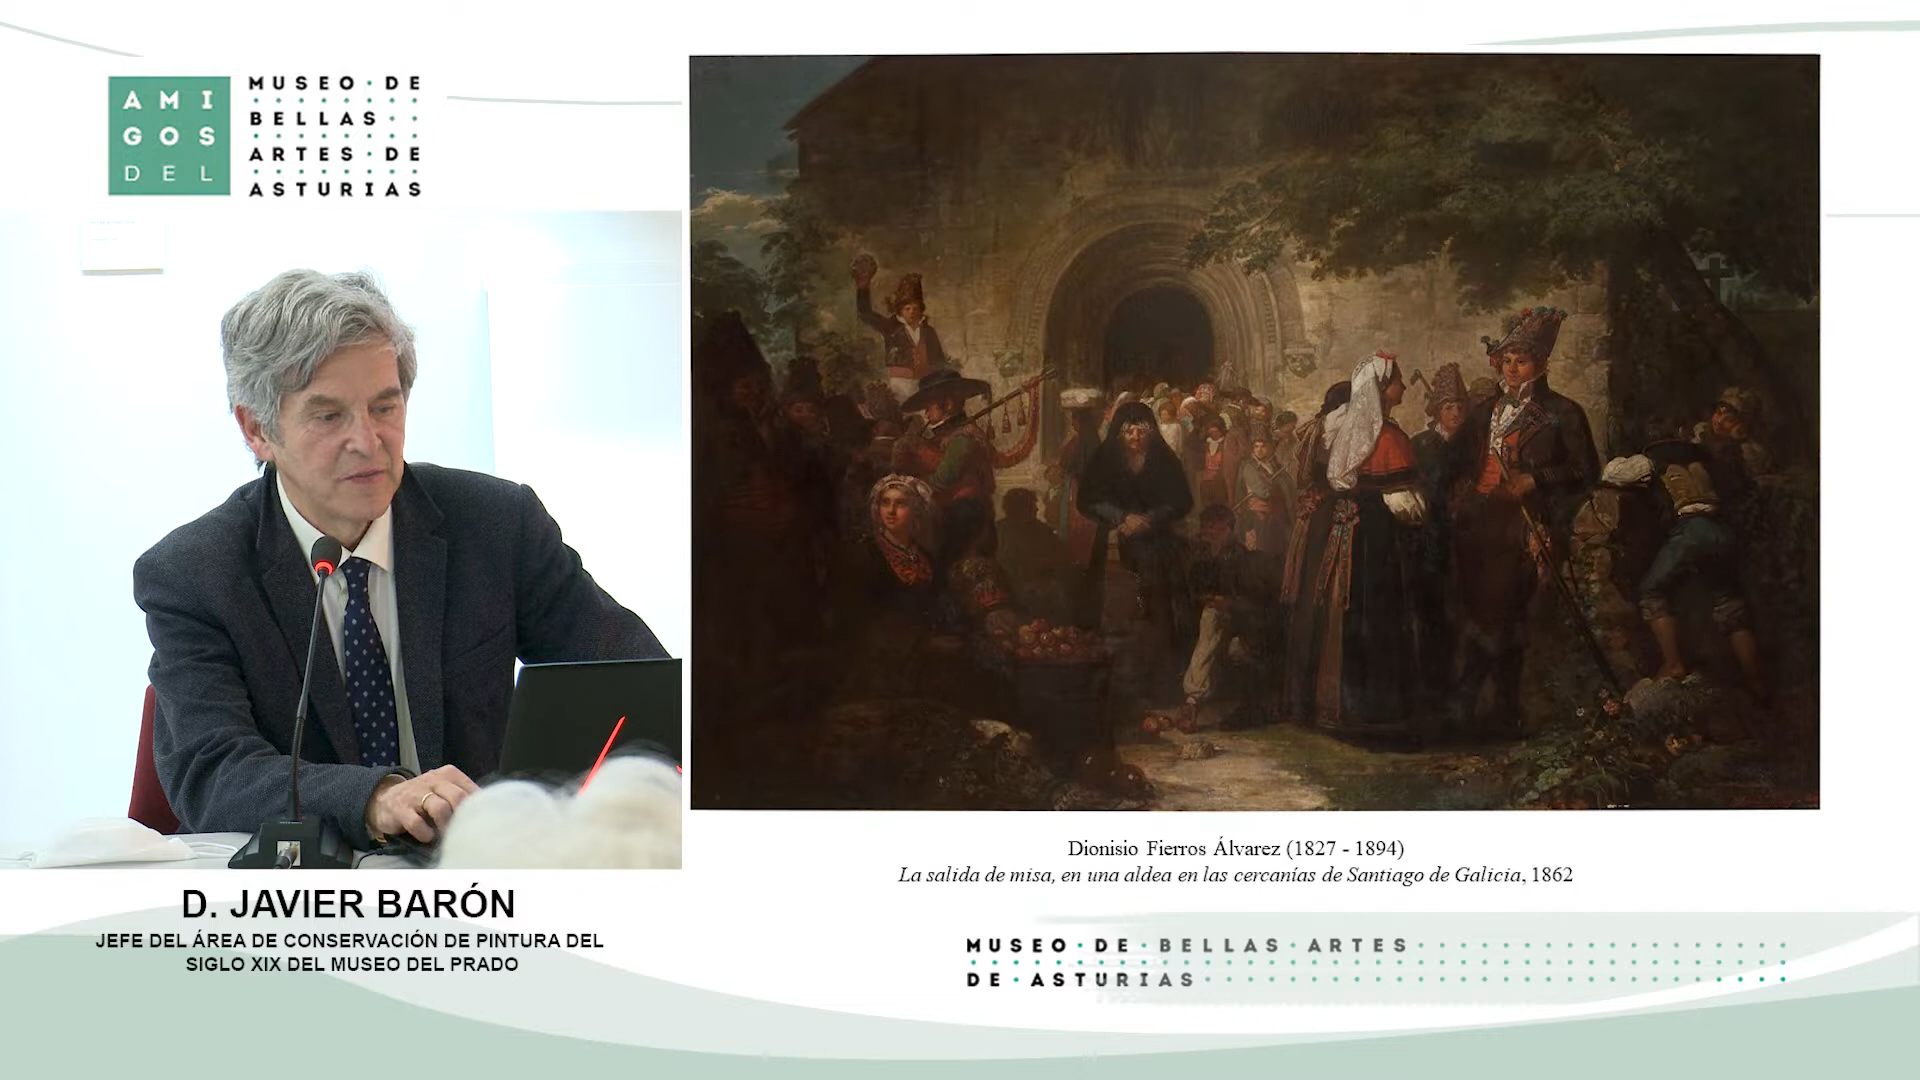 AMI
GOS
DEL
MUSEO·DE
BELLAS
ARTES·DE
ASTURIAS
Dionisio Fierros Álvarez (1827 - 1894)
La salida de misa, en una aldea en las cercanías de Santiago de Galicia, 1862
D. JAVIER BARÓN
JEFE DEL ÁREA DE CONSERVACIÓN DE PINTURA DEL
SIGLO XIX DEL MUSEO DEL PRADO
MUSEO·DE·BELLAS·ARTES
DE·ASTURIAS